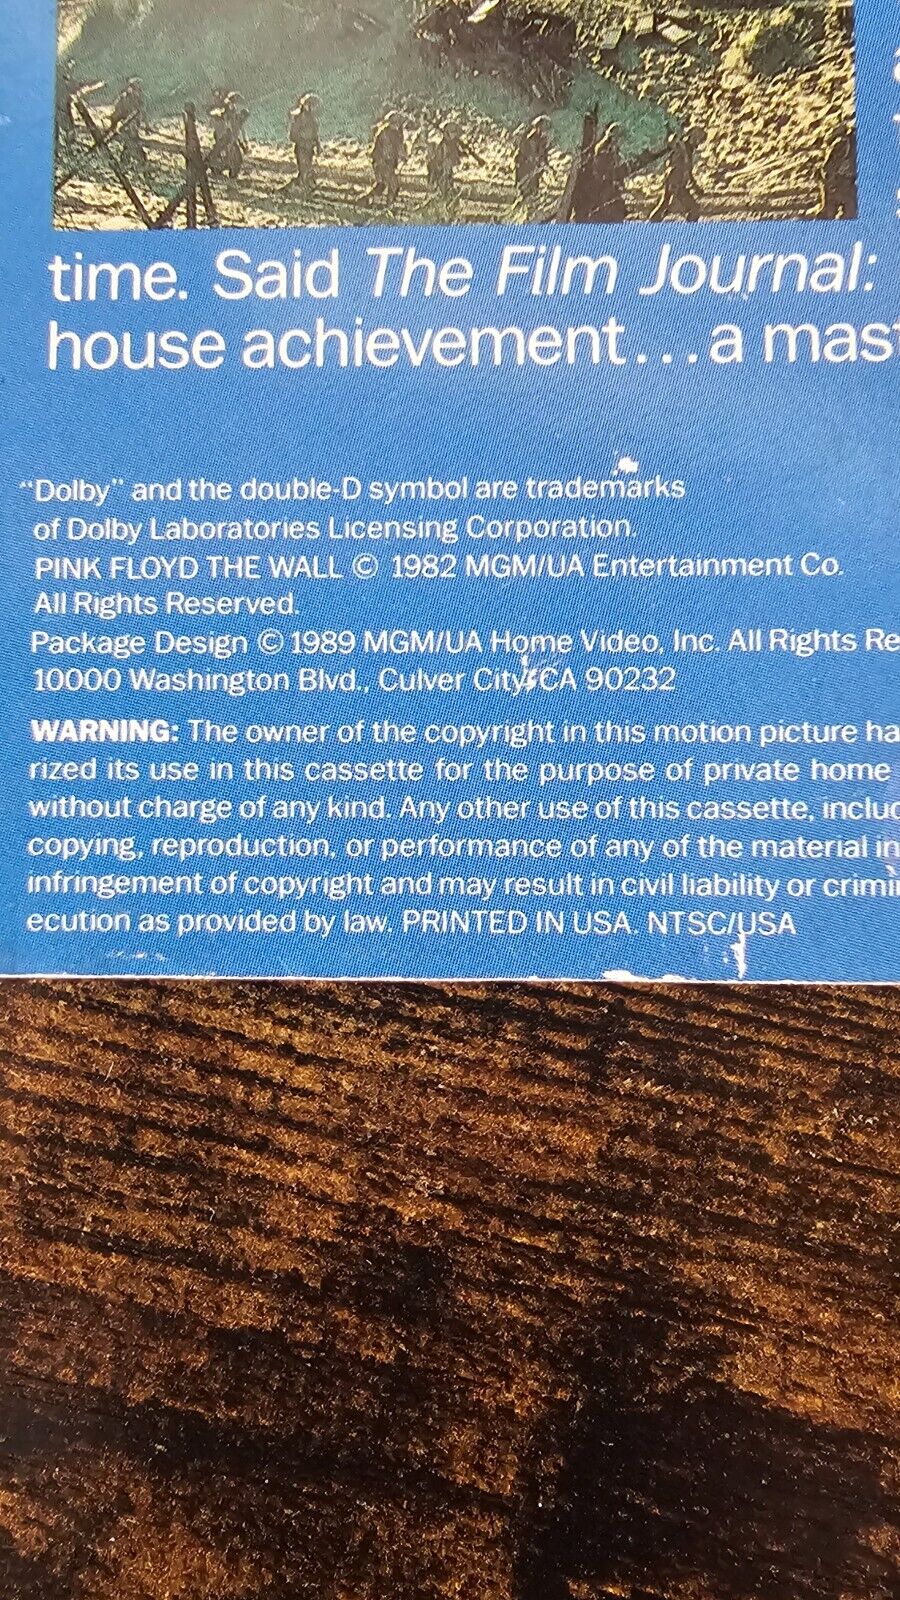 time. Said The Film Journal:
house achievement...a mast
“Dolby” and the double-D symbol are trademarks
of Dolby Laboratories Licensing Corporation.
PINK FLOYD THE WALL © 1982 MGM/UA Entertainment Co.
All Rights Reserved.
Package Design © 1989 MGM/UA Home Video, Inc. All Rights Re
10000 Washington Blvd., Culver City, CA 90232
WARNING: The owner of the copyright in this motion picture ha
rized its use in this cassette for the purpose of private home
without charge of any kind. Any other use of this cassette, includ
copying, reproduction, or performance of any of the material in
infringement of copyright and may result in civil liability or crimi
ecution as provided by law. PRINTED IN USA. NTSC/USA